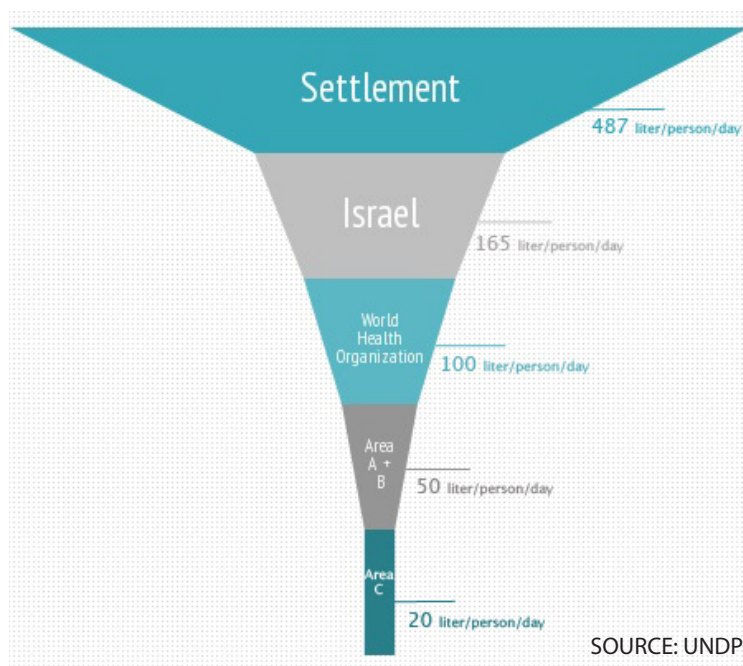 Settlement
487 liter/person/day
Israel
165 liter/person/day
World
Health
Organization
100 liter/person/day
Area
A +
B
50 liter/person/day
Area
C
20 liter/person/day
SOURCE: UNDP